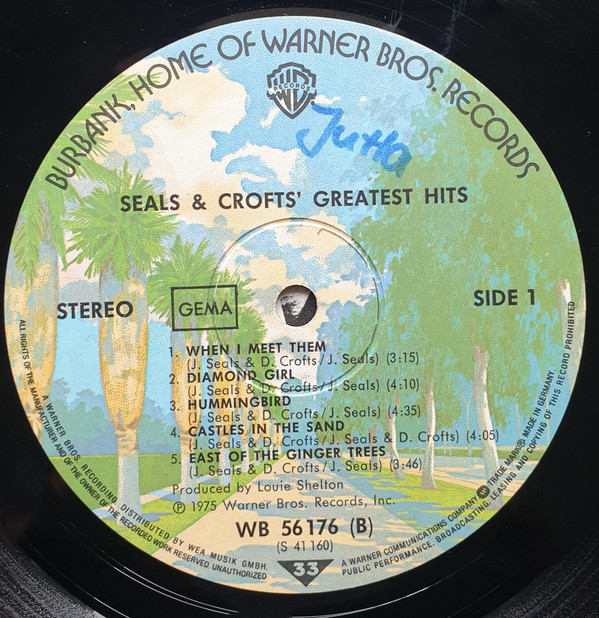 BURBANK, HOME OF WARNER BROS. RECORDS
WB
RECORDS
Jutta
SEALS & CROFTS' GREATEST HITS
STEREO
GEMA
SIDE 1
1. WHEN I MEET THEM
(J. Seals & D. Crofts/J. Seals) (3:15)
2. DIAMOND GIRL
(J. Seals & D. Crofts/J. Seals) (4:10)
3. HUMMINGBIRD
(J. Seals & D. Crofts/J. Seals) (4:35)
4. CASTLES IN THE SAND
(J. Seals & D. Crofts/J. Seals & D. Crofts) (4:05)
5. EAST OF THE GINGER TREES
(J. Seals & D. Crofts/J. Seals) (3:46)
Produced by Louie Shelton
Ⓟ 1975 Warner Bros. Records, Inc.
WB 56 176 (B)
(S 41 160)
33
A WARNER BROS. RECORDING DISTRIBUTED BY WEA MUSIK GMBH.
ALL RIGHTS OF THE MANUFACTURER AND OF THE OWNER OF THE RECORDED WORK RESERVED. UNAUTHORIZED
A WARNER COMMUNICATIONS COMPANY TRADE MARK® MADE IN GERMANY.
PUBLIC PERFORMANCE, BROADCASTING, LEASING AND COPYING OF THIS RECORD PROHIBITED